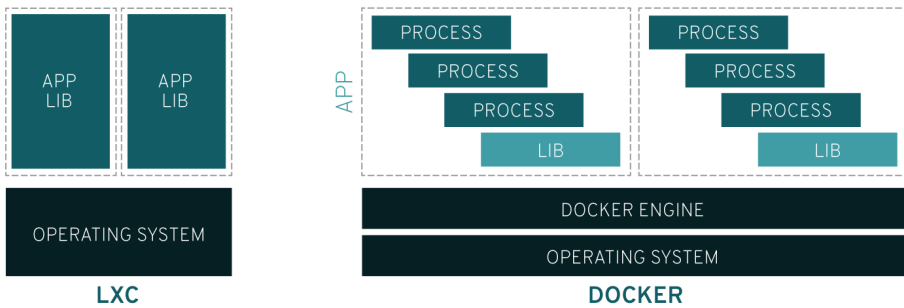 APP
LIB
APP
LIB
OPERATING SYSTEM
LXC
APP
PROCESS
PROCESS
PROCESS
LIB
PROCESS
PROCESS
PROCESS
LIB
DOCKER ENGINE
OPERATING SYSTEM
DOCKER